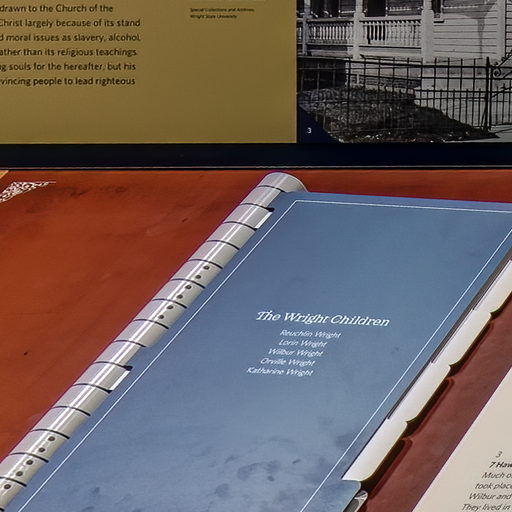 drawn to the Church of the
Christ largely because of its stand
d moral issues as slavery, alcohol,
ather than its religious teachings.
ng souls for the hereafter, but his
vincing people to lead righteous
Special Collections and Archives,
Wright State University
3
The Wright Children
Reuchlin Wright
Lorin Wright
Wilbur Wright
Orville Wright
Katharine Wright
3
7 Haw
Much o
took place
Wilbur and
They lived in